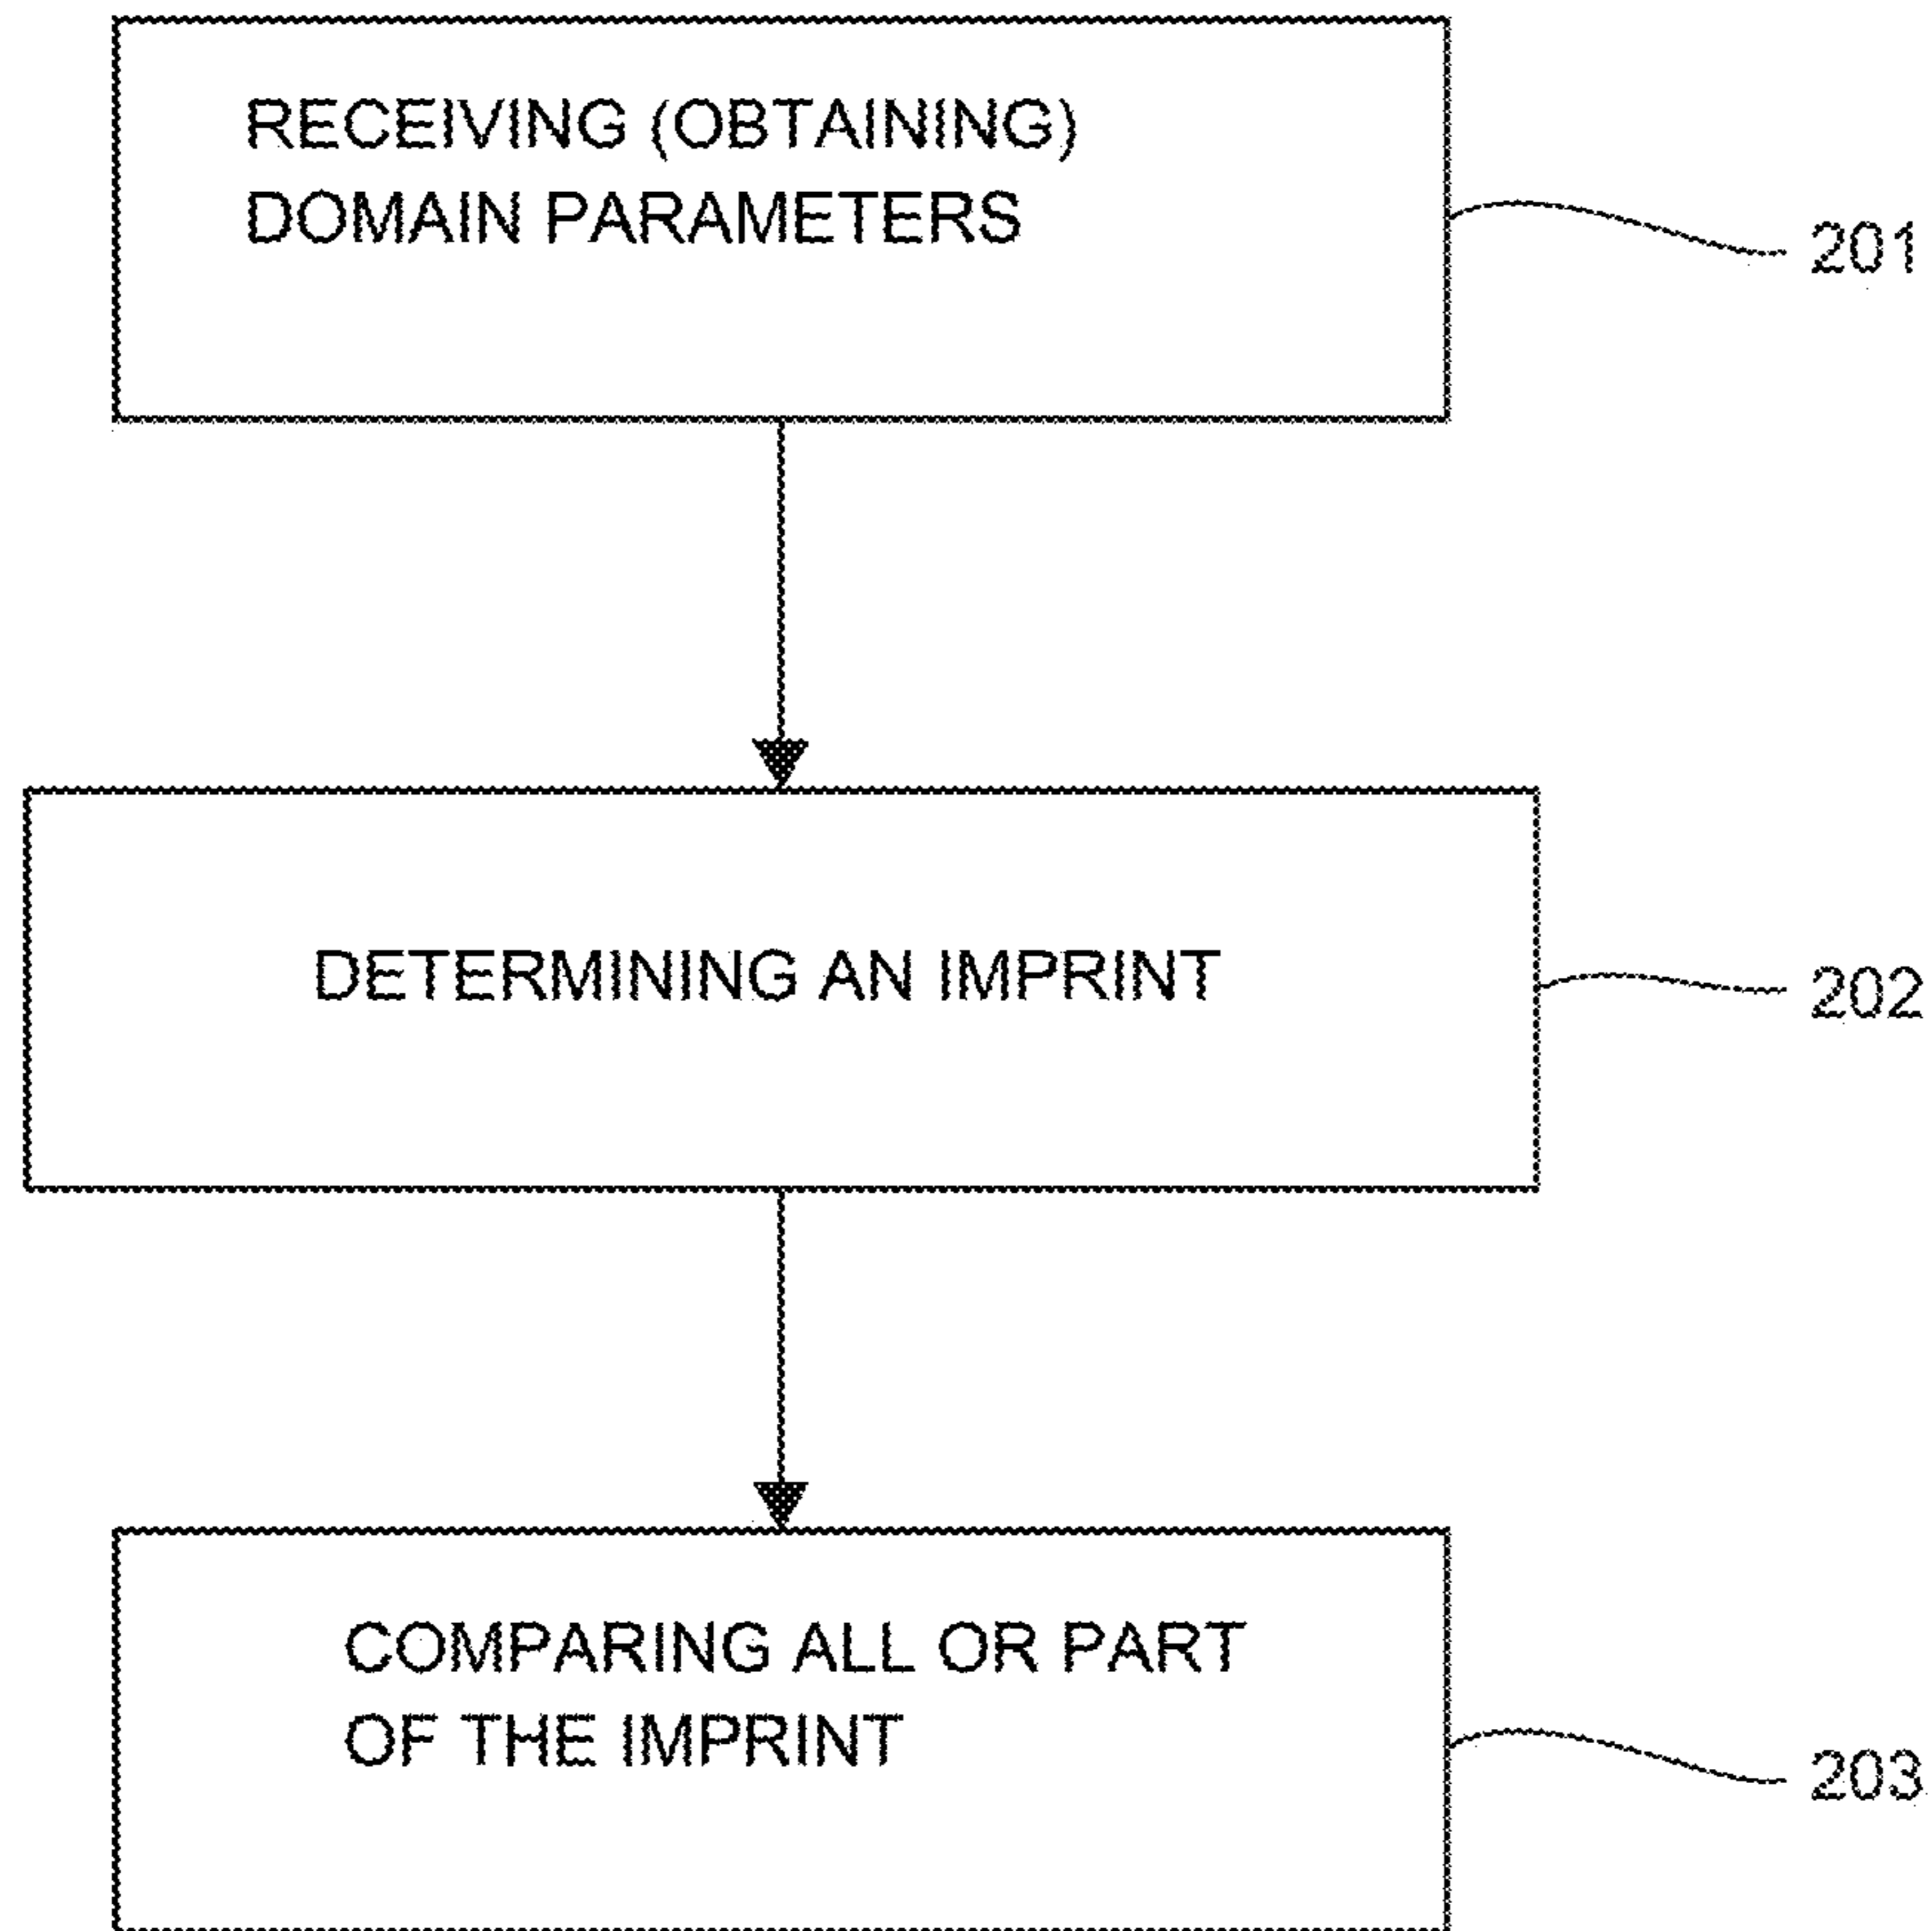 RECEIVING (OBTAINING)
DOMAIN PARAMETERS
201
DETERMINING AN IMPRINT
202
COMPARING ALL OR PART
OF THE IMPRINT
203